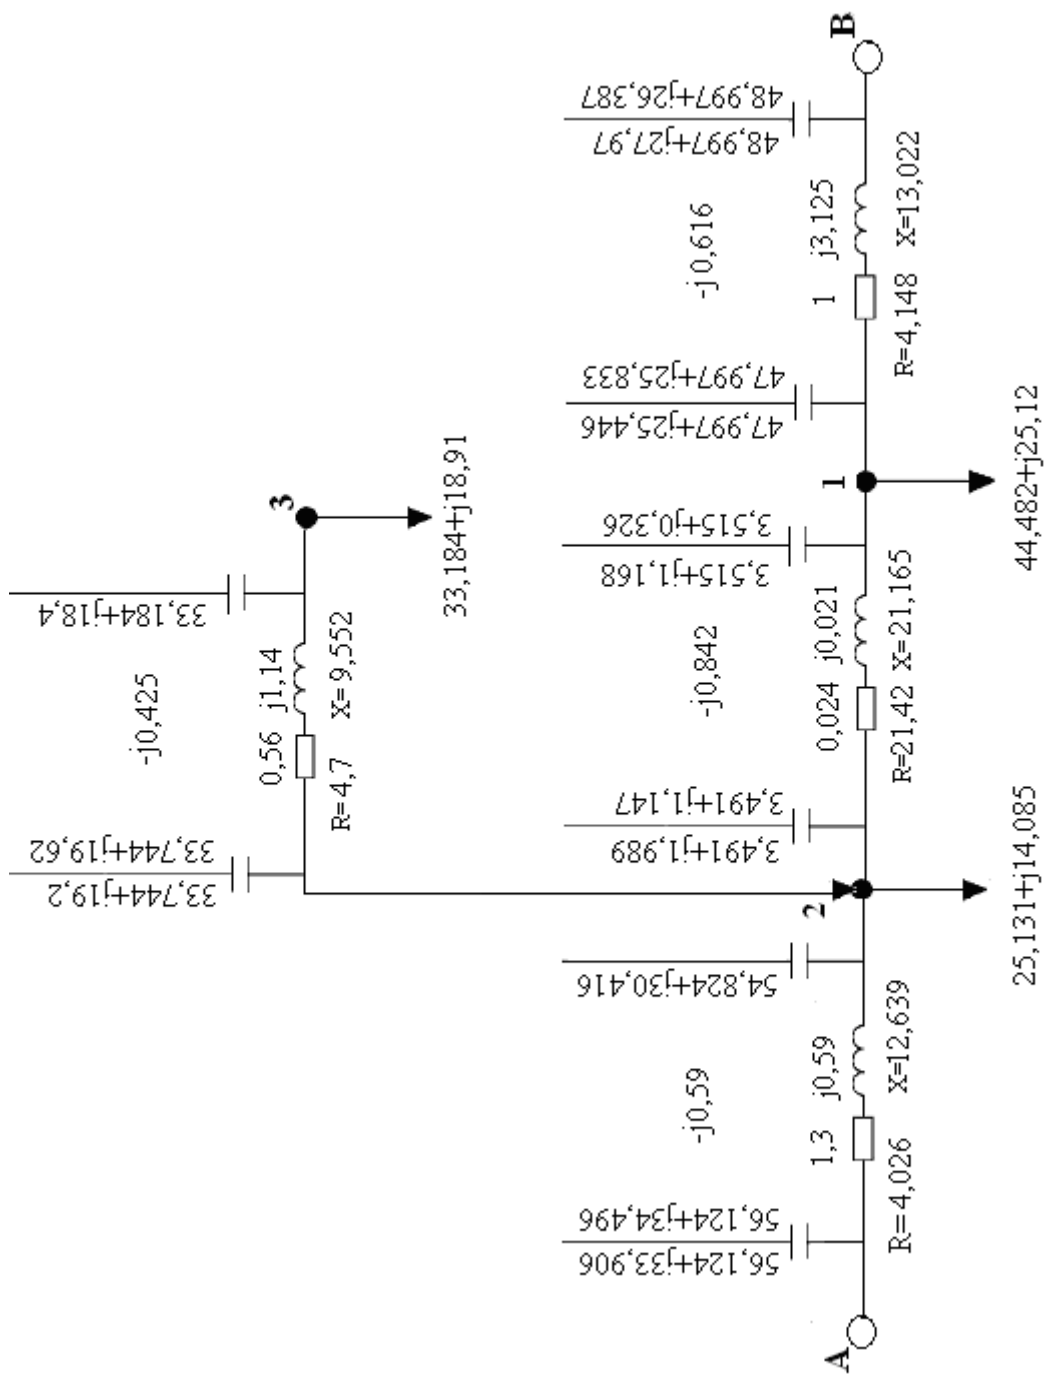 33,744+j19,2
33,744+j19,62
-j0,425
33,184+j18,4
0,56 j1,14
3
R=4,7 X=9,552
33,184+j18,91
56,124+j33,906
56,124+j34,496
-j0,59
54,824+j30,416
3,491+j1,989
3,491+j1,147
-j0,842
3,515+j1,168
3,515+j0,326
47,997+j25,446
47,997+j25,833
-j0,616
48,997+j27,97
48,997+j26,387
A
1,3 j0,59
2
0,024 j0,021
1
1 j3,125
B
R=4,026 X=12,639
R=21,42 X=21,165
R=4,148 X=13,022
25,131+j14,085
44,482+j25,12